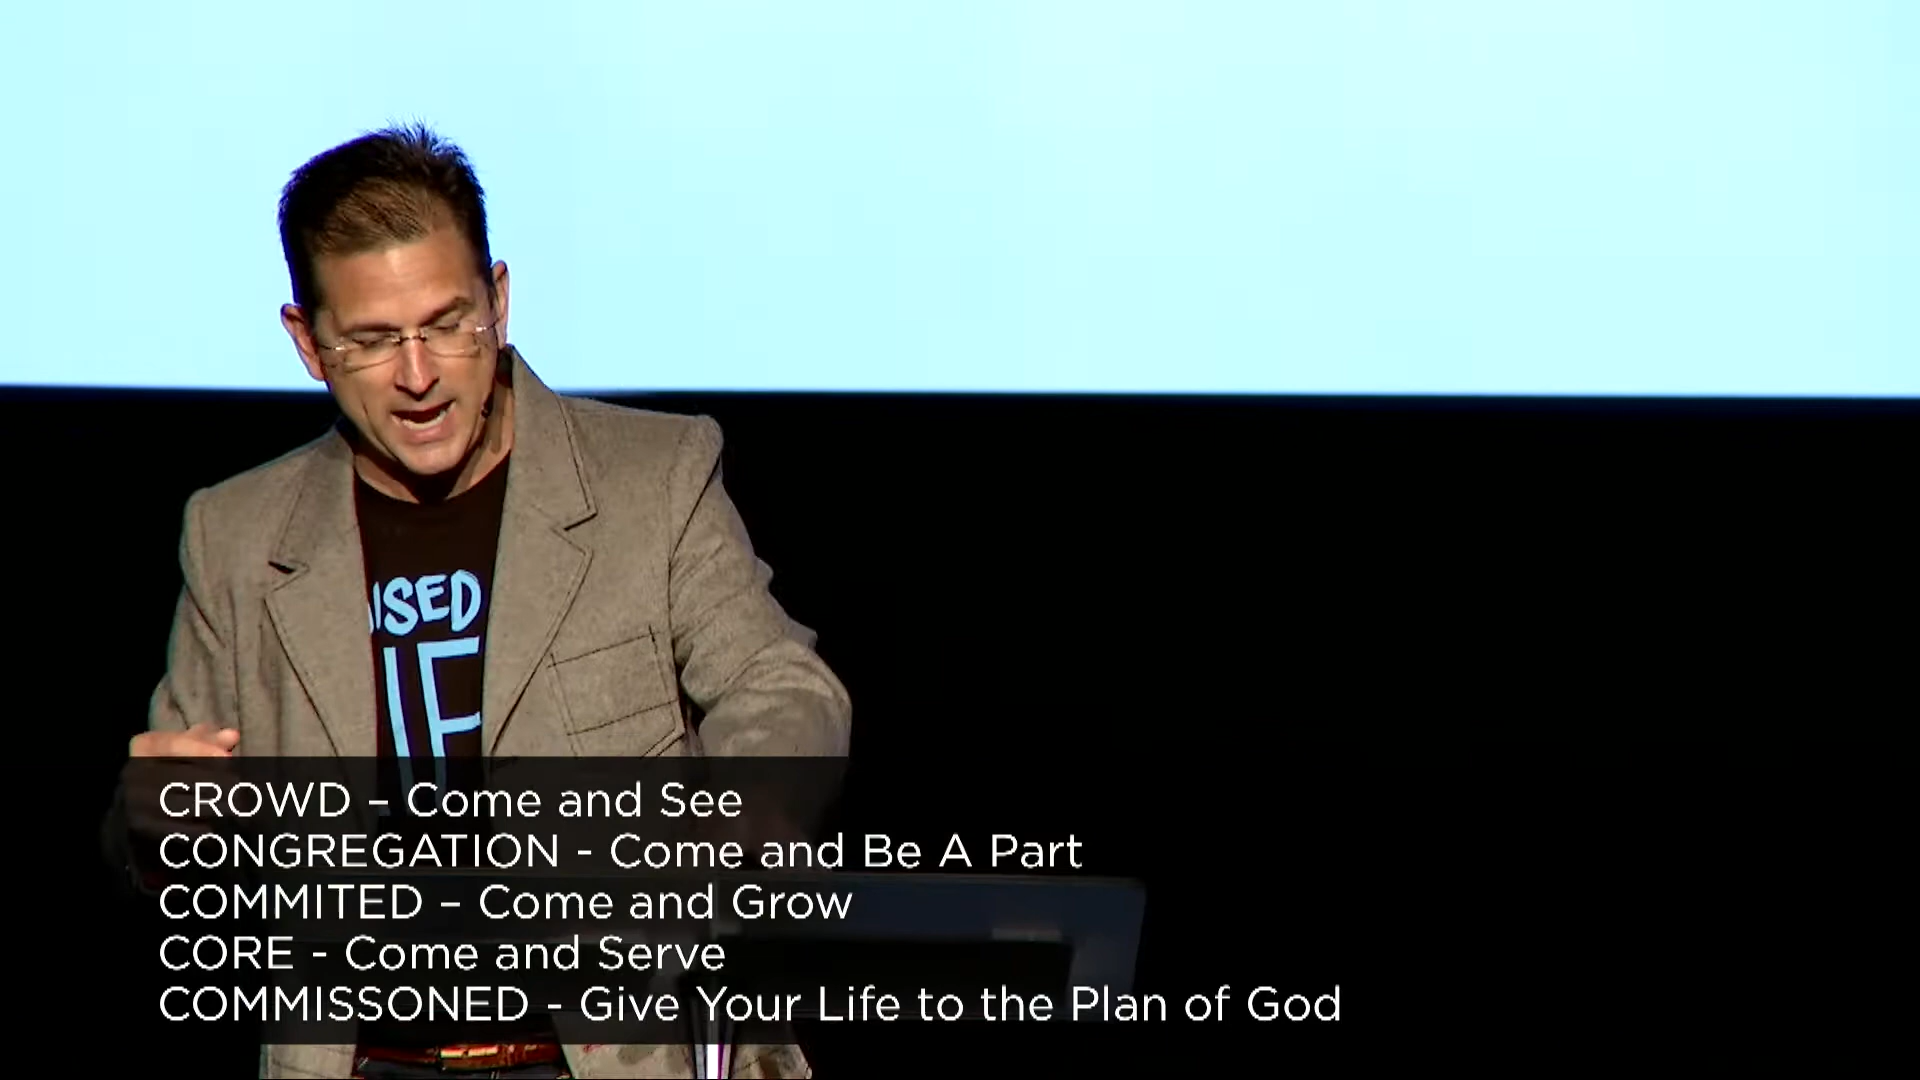 CROWD – Come and See
CONGREGATION - Come and Be A Part
COMMITED – Come and Grow
CORE - Come and Serve
COMMISSONED - Give Your Life to the Plan of God